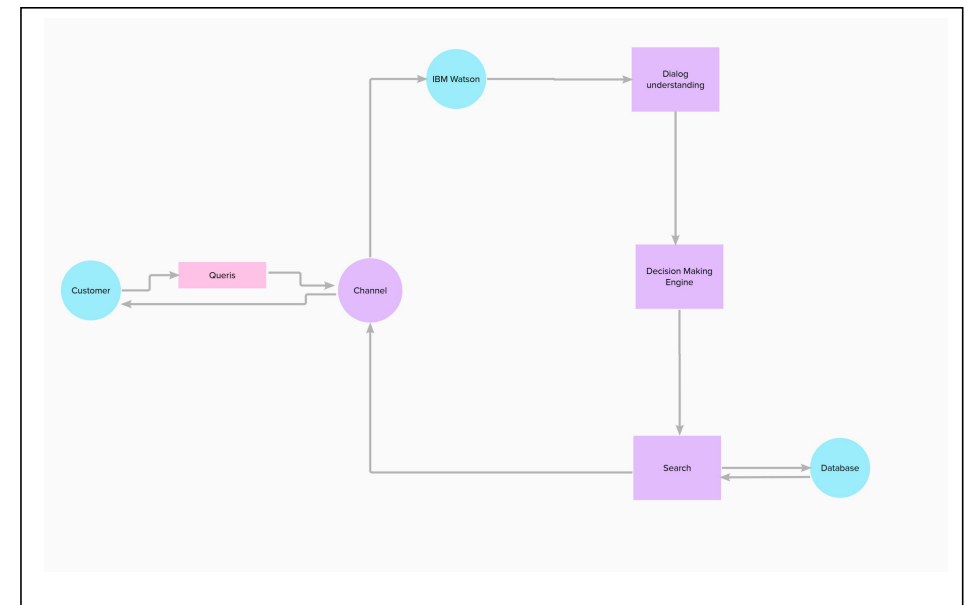 IBM Watson
Dialog
understanding
Queris
Customer
Channel
Decision Making
Engine
Search
Database